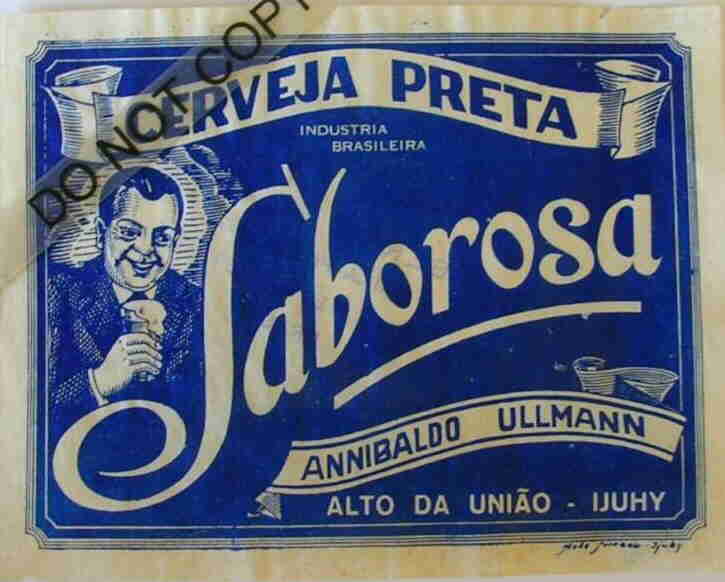 DO NOT COPY
CERVEJA PRETA
INDUSTRIA
BRASILEIRA
Saborosa
ANNIBALDO ULLMANN
ALTO DA UNIÃO - IJUHY